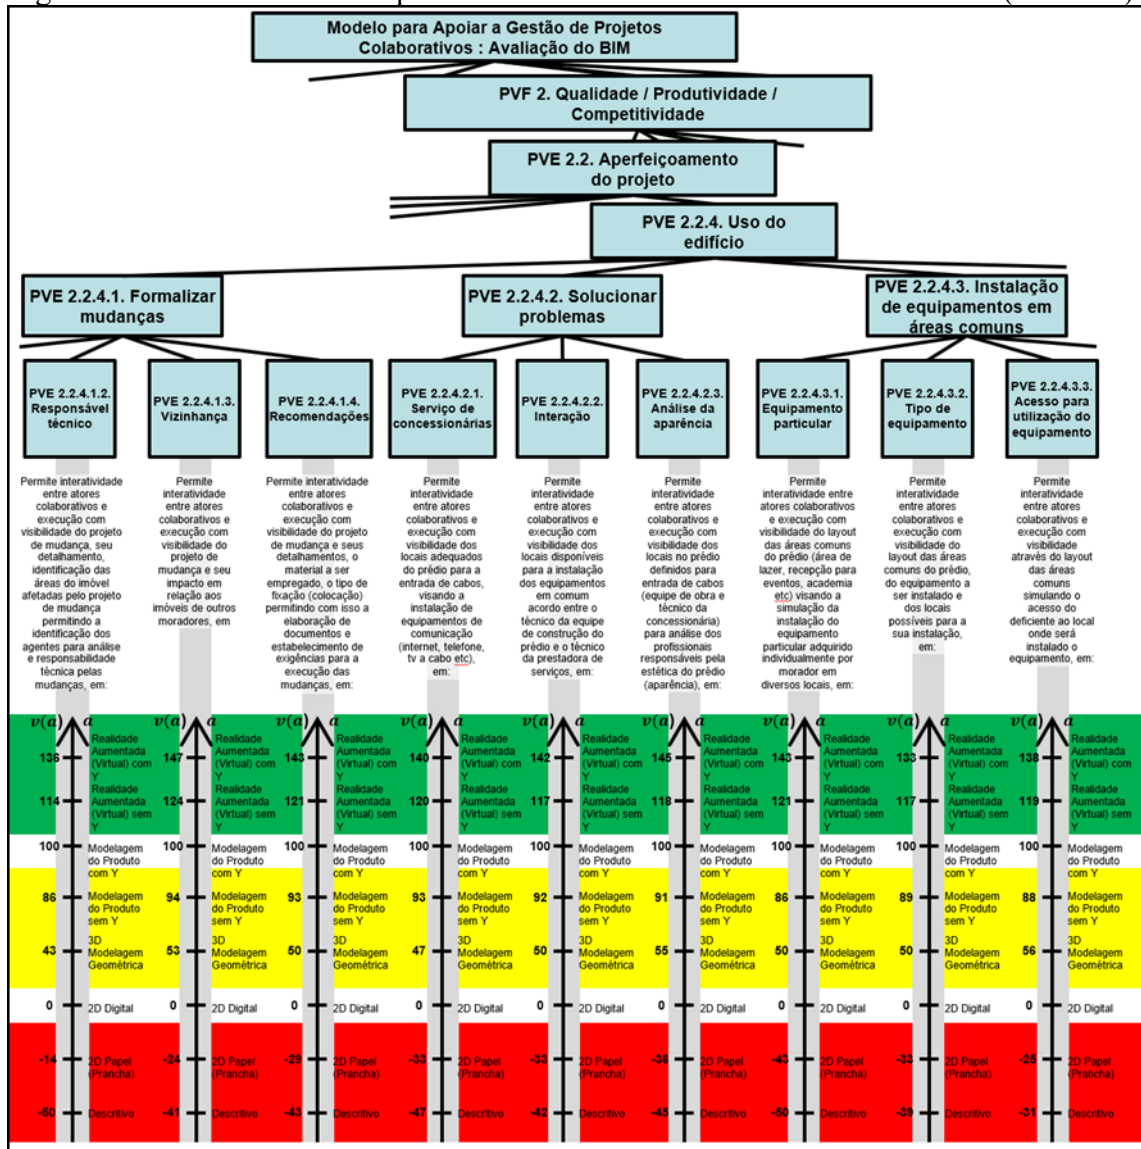 Modelo para Apoiar a Gestão de Projetos
Colaborativos : Avaliação do BIM
PVF 2. Qualidade / Produtividade /
Competitividade
PVE 2.2. Aperfeiçoamento
do projeto
PVE 2.2.4. Uso do
edifício
PVE 2.2.4.1. Formalizar
mudanças
PVE 2.2.4.2. Solucionar
problemas
PVE 2.2.4.3. Instalação
de equipamentos em
áreas comuns
PVE 2.2.4.1.2.
Responsável
técnico
PVE 2.2.4.1.3.
Vizinhança
PVE 2.2.4.1.4.
Recomendações
PVE 2.2.4.2.1.
Serviço de
concessionárias
PVE 2.2.4.2.2.
Interação
PVE 2.2.4.2.3.
Análise da
aparência
PVE 2.2.4.3.1.
Equipamento
particular
PVE 2.2.4.3.2.
Tipo de
equipamento
PVE 2.2.4.3.3.
Acesso para
utilização do
equipamento
Permite interatividade
entre atores
colaborativos e
execução com
visibilidade do projeto
de mudança, seu
detalhamento,
identificação das
áreas do imóvel
afetadas pelo projeto
de mudança
permitindo a
identificação dos
agentes para análise
e responsabilidade
técnica pelas
mudanças, em:
Permite
interatividade
entre atores
colaborativos e
execução com
visibilidade do
projeto de
mudança e seu
impacto em
relação aos
imóveis de outros
moradores, em
Permite interatividade
entre atores
colaborativos e
execução com
visibilidade do projeto
de mudança e seus
detalhamentos, o
material a ser
empregado, o tipo de
fixação (colocação)
permitindo com isso a
elaboração de
documentos e
estabelecimento de
exigências para a
execução das
mudanças, em:
Permite
interatividade
entre atores
colaborativos e
execução com
visibilidade dos
locais adequados
do prédio para a
entrada de cabos,
visando a
instalação de
equipamentos de
comunicação
(internet, telefone,
tv a cabo etc),
em:
Permite
interatividade
entre atores
colaborativos e
execução com
visibilidade dos
locais disponíveis
para a instalação
dos equipamentos
em comum
acordo entre o
técnico da equipe
de construção do
prédio e o técnico
da prestadora de
serviços, em:
Permite
interatividade
entre atores
colaborativos e
execução com
visibilidade dos
locais no prédio
definidos para
entrada de cabos
(equipe de obra e
técnico da
concessionária)
para análise dos
profissionais
responsáveis pela
estética do prédio
(aparência), em:
Permite
interatividade entre
atores colaborativos
e execução com
visibilidade do layout
das áreas comuns
do prédio (área de
lazer, recepção para
eventos, academia
etc) visando a
simulação da
instalação do
equipamento
particular adquirido
individualmente por
morador em
diversos locais, em:
Permite
interatividade
entre atores
colaborativos e
execução com
visibilidade do
layout das áreas
comuns do prédio,
do equipamento a
ser instalado e
dos locais
possíveis para a
sua instalação,
em:
Permite
interatividade
entre atores
colaborativos e
execução com
visibilidade
através do layout
das áreas
comuns
simulando o
acesso do
deficiente ao local
onde será
instalado o
equipamento, em:
v(a) a v(a) a v(a) a v(a) a v(a) a v(a) a v(a) a v(a) a v(a) a
Realidade Realidade Realidade Realidade Realidade Realidade Realidade Realidade Realidade
Aumentada Aumentada Aumentada Aumentada Aumentada Aumentada Aumentada Aumentada Aumentada
136 (Virtual) com 147 (Virtual) com 143 (Virtual) com 140 (Virtual) com 142 (Virtual) com 145 (Virtual) com 143 (Virtual) com 133 (Virtual) com 138 (Virtual) com
Y Y Y Y Y Y Y Y Y
Realidade Realidade Realidade Realidade Realidade Realidade Realidade Realidade Realidade
114 Aumentada 124 Aumentada 121 Aumentada 120 Aumentada 117 Aumentada 118 Aumentada 121 Aumentada 117 Aumentada 119 Aumentada
(Virtual) sem (Virtual) sem (Virtual) sem (Virtual) sem (Virtual) sem (Virtual) sem (Virtual) sem (Virtual) sem (Virtual) sem
Y Y Y Y Y Y Y Y Y
100 Modelagem 100 Modelagem 100 Modelagem 100 Modelagem 100 Modelagem 100 Modelagem 100 Modelagem 100 Modelagem 100 Modelagem
do Produto do Produto do Produto do Produto do Produto do Produto do Produto do Produto do Produto
com Y com Y com Y com Y com Y com Y com Y com Y com Y
86 Modelagem 94 Modelagem 93 Modelagem 93 Modelagem 92 Modelagem 91 Modelagem 86 Modelagem 89 Modelagem 88 Modelagem
do Produto do Produto do Produto do Produto do Produto do Produto do Produto do Produto do Produto
sem Y sem Y sem Y sem Y sem Y sem Y sem Y sem Y sem Y
3D 3D 3D 3D 3D 3D 3D 3D 3D
43 Modelagem 53 Modelagem 50 Modelagem 47 Modelagem 50 Modelagem 55 Modelagem 50 Modelagem 50 Modelagem 56 Modelagem
Geométrica Geométrica Geométrica Geométrica Geométrica Geométrica Geométrica Geométrica Geométrica
0 2D Digital 0 2D Digital 0 2D Digital 0 2D Digital 0 2D Digital 0 2D Digital 0 2D Digital 0 2D Digital 0 2D Digital
-14 2D Papel -24 2D Papel -29 2D Papel -33 2D Papel -33 2D Papel -36 2D Papel -43 2D Papel -33 2D Papel -25 2D Papel
(Prancha) (Prancha) (Prancha) (Prancha) (Prancha) (Prancha) (Prancha) (Prancha) (Prancha)
-50 Descritivo -41 Descritivo -43 Descritivo -47 Descritivo -42 Descritivo -45 Descritivo -50 Descritivo -39 Descritivo -31 Descritivo